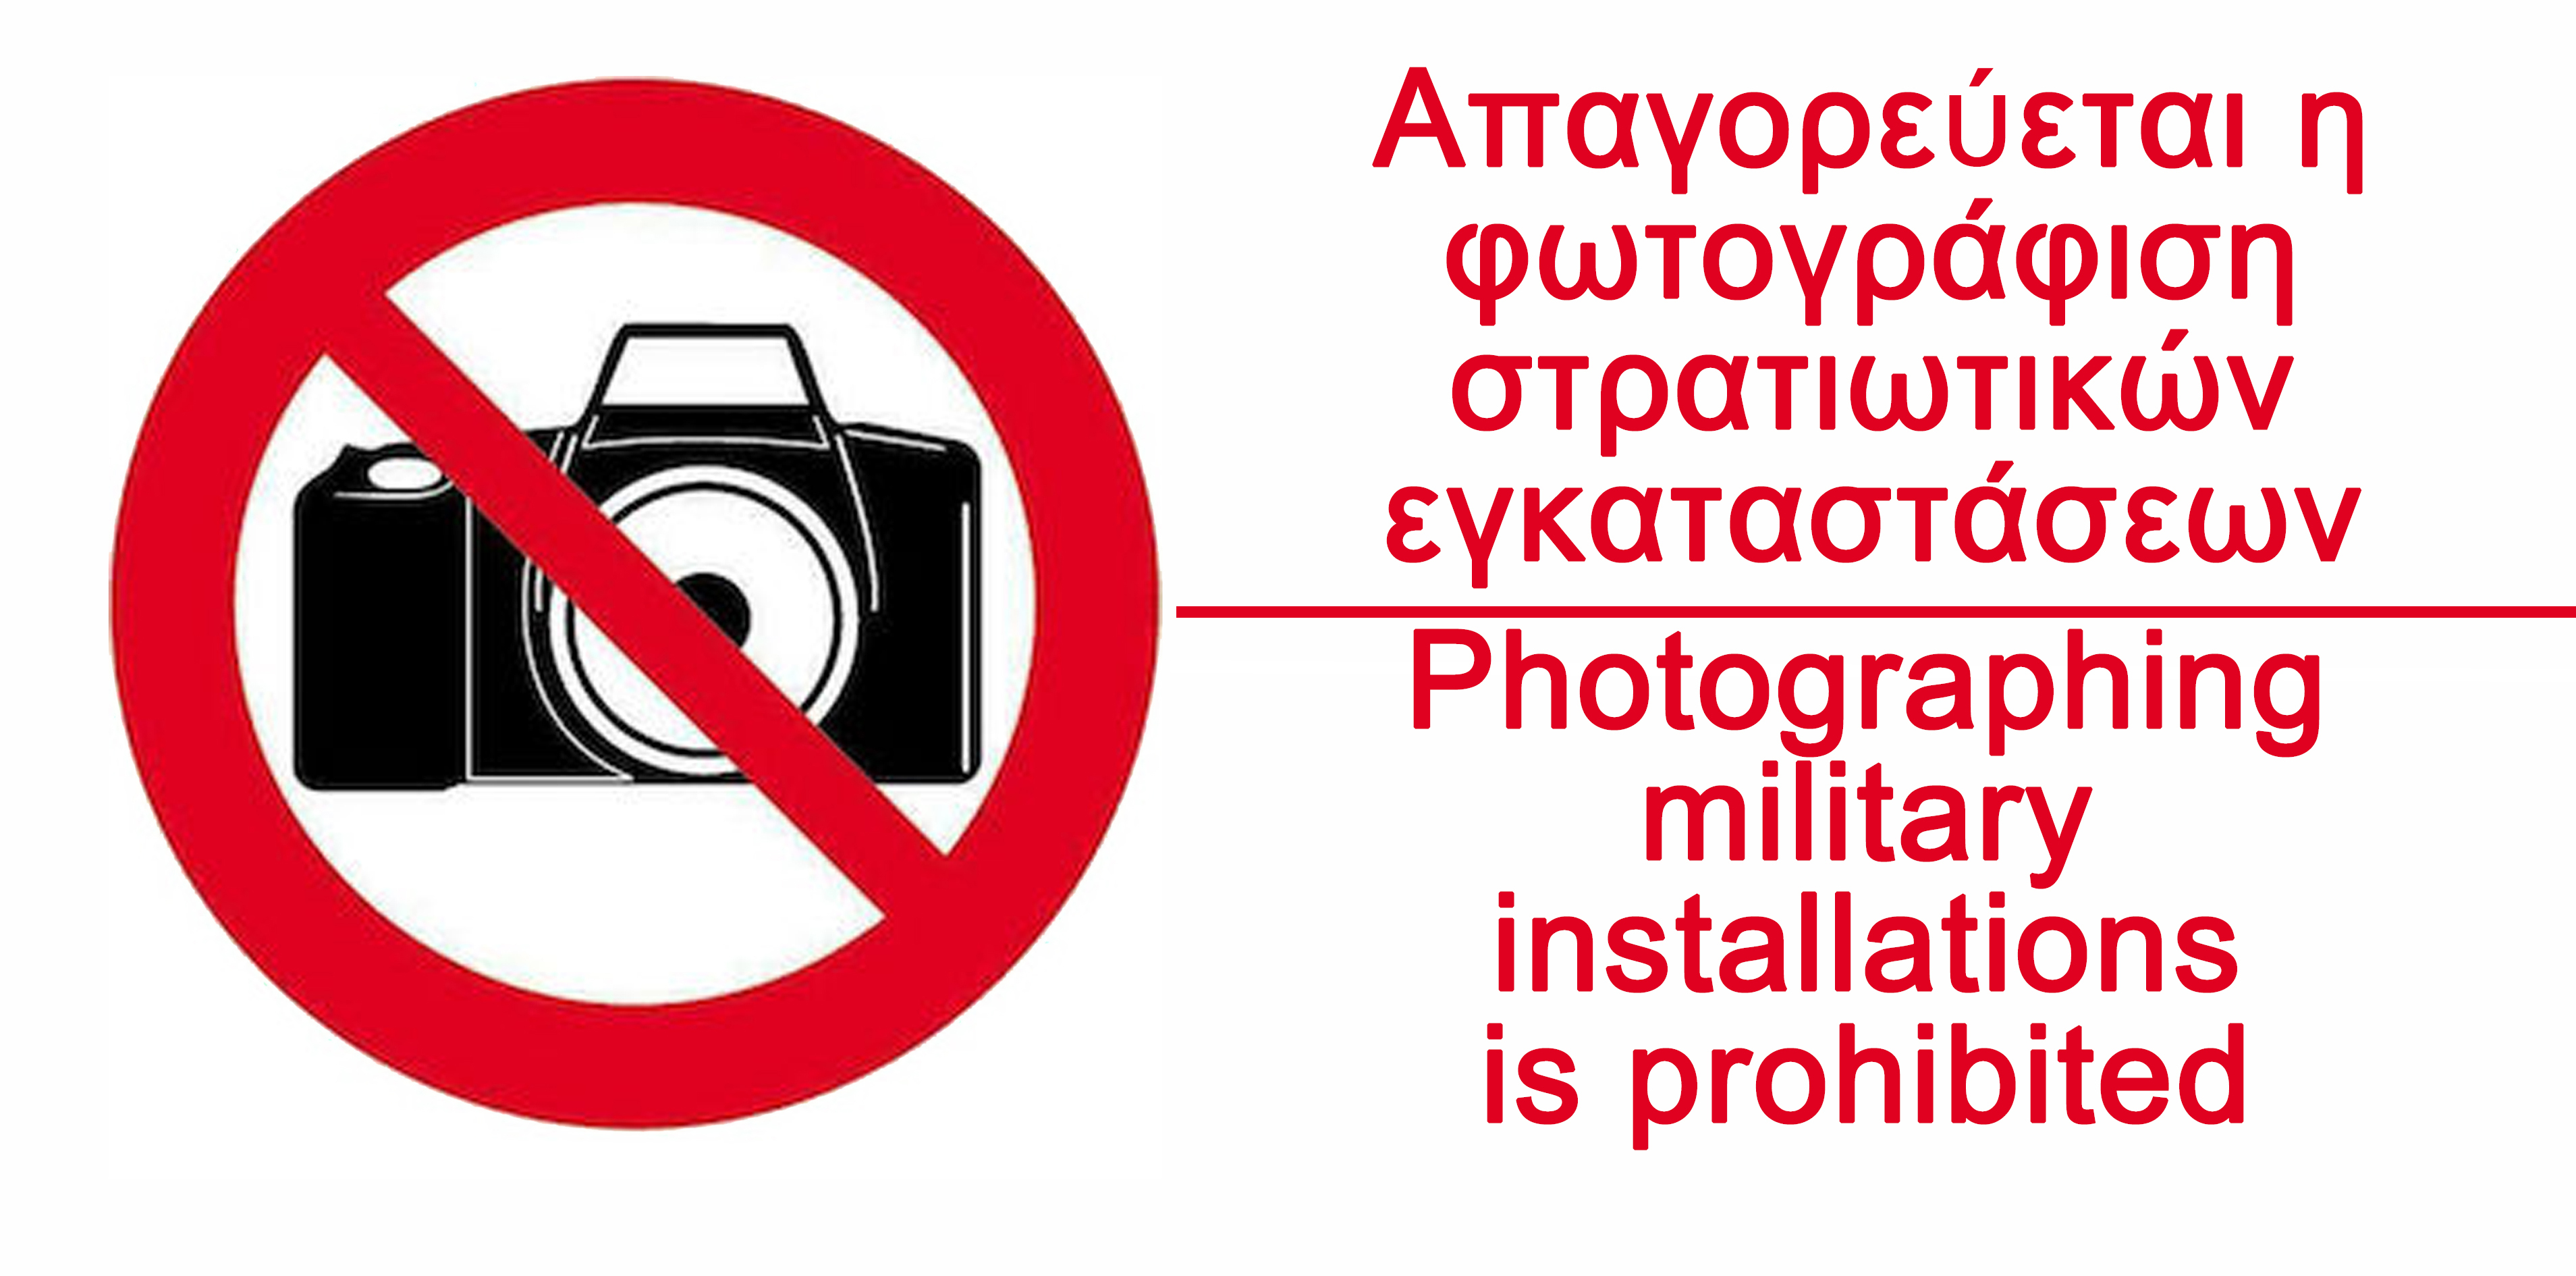 Απαγορεύεται η
φωτογράφιση
στρατιωτικών
εγκαταστάσεων
Photographing
military
installations
is prohibited